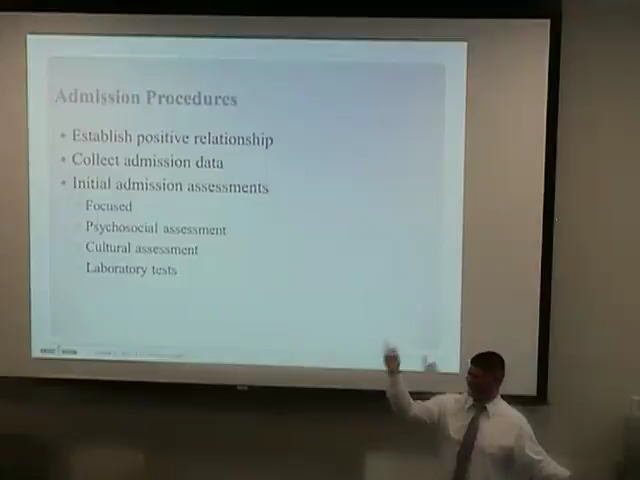 Admission Procedures
Establish positive relationship
Collect admission data
Initial admission assessments
Focused
Psychosocial assessment
Cultural assessment
Laboratory tests